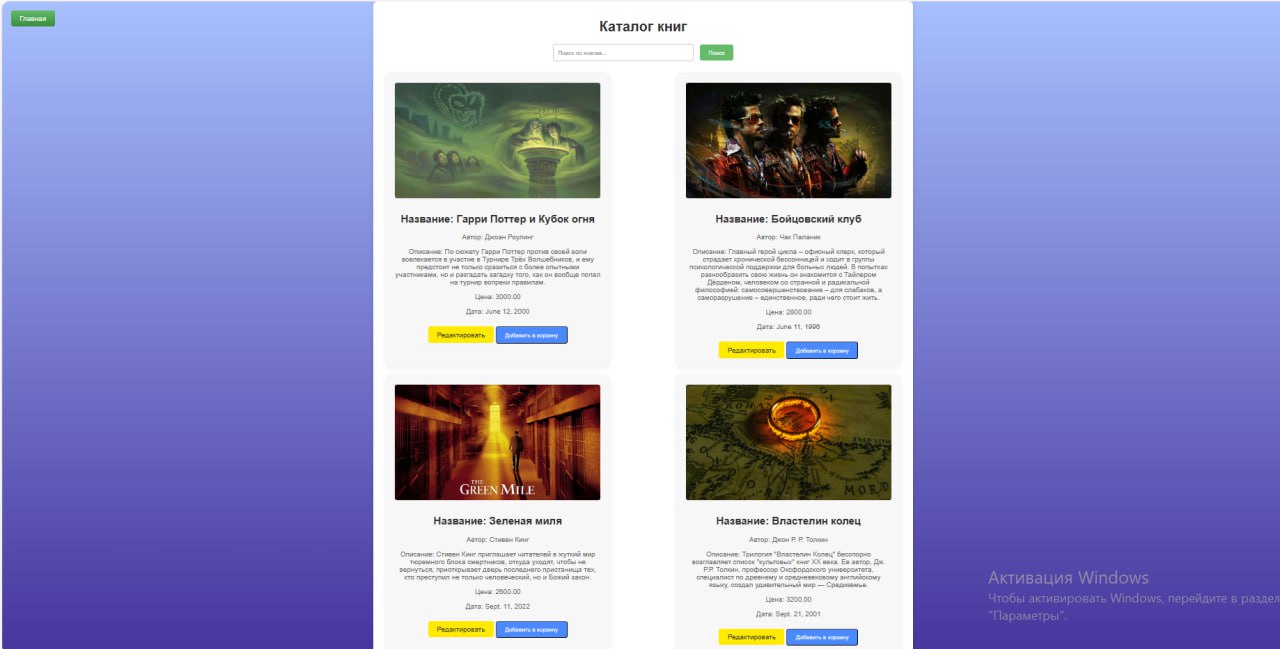 Главная
Каталог книг
Поиск по книгам...
Поиск
Название: Гарри Поттер и Кубок огня
Автор: Джоан Роулинг
Описание: По сюжету Гарри Поттер против своей воли
вовлекается в участие в Турнире Трёх Волшебников, и ему
предстоит не только сразиться с более опытными
участниками, но и разгадать загадку того, как он вообще попал
на турнир вопреки правилам.
Цена: 3000.00
Дата: June 12, 2000
Редактировать
Добавить в корзину
Название: Бойцовский клуб
Автор: Чак Паланик
Описание: Главный герой цикла – офисный клерк, который
страдает хронической бессонницей и ходит в группы
психологической поддержки для больных людей. В попытках
разнообразить свою жизнь он знакомится с Тайлером
Дёрденом, человеком со странной и радикальной
философией: самосовершенствование – для слабаков, а
саморазрушение – единственное, ради чего стоит жить.
Цена: 2800.00
Дата: June 11, 1996
Редактировать
Добавить в корзину
THE
GREEN MILE
Название: Зеленая миля
Автор: Стивен Кинг
Описание: Стивен Кинг приглашает читателей в жуткий мир
тюремного блока смертников, откуда уходят, чтобы не
вернуться, приоткрывает дверь последнего пристанища тех,
кто преступил не только человеческий, но и Божий закон.
Цена: 2600.00
Дата: Sept. 11, 2022
Редактировать
Добавить в корзину
MORD
Название: Властелин колец
Автор: Джон Р. Р. Толкин
Описание: Трилогия "Властелин Колец" бесспорно
возглавляет список "культовых" книг XX века. Ее автор, Дж.
Р.Р. Толкин, профессор Оксфордского университета,
специалист по древнему и средневековому английскому
языку, создал удивительный мир — Средиземье.
Цена: 3200.00
Дата: Sept. 21, 2001
Редактировать
Добавить в корзину
Активация Windows
Чтобы активировать Windows, перейдите в раздел
"Параметры".